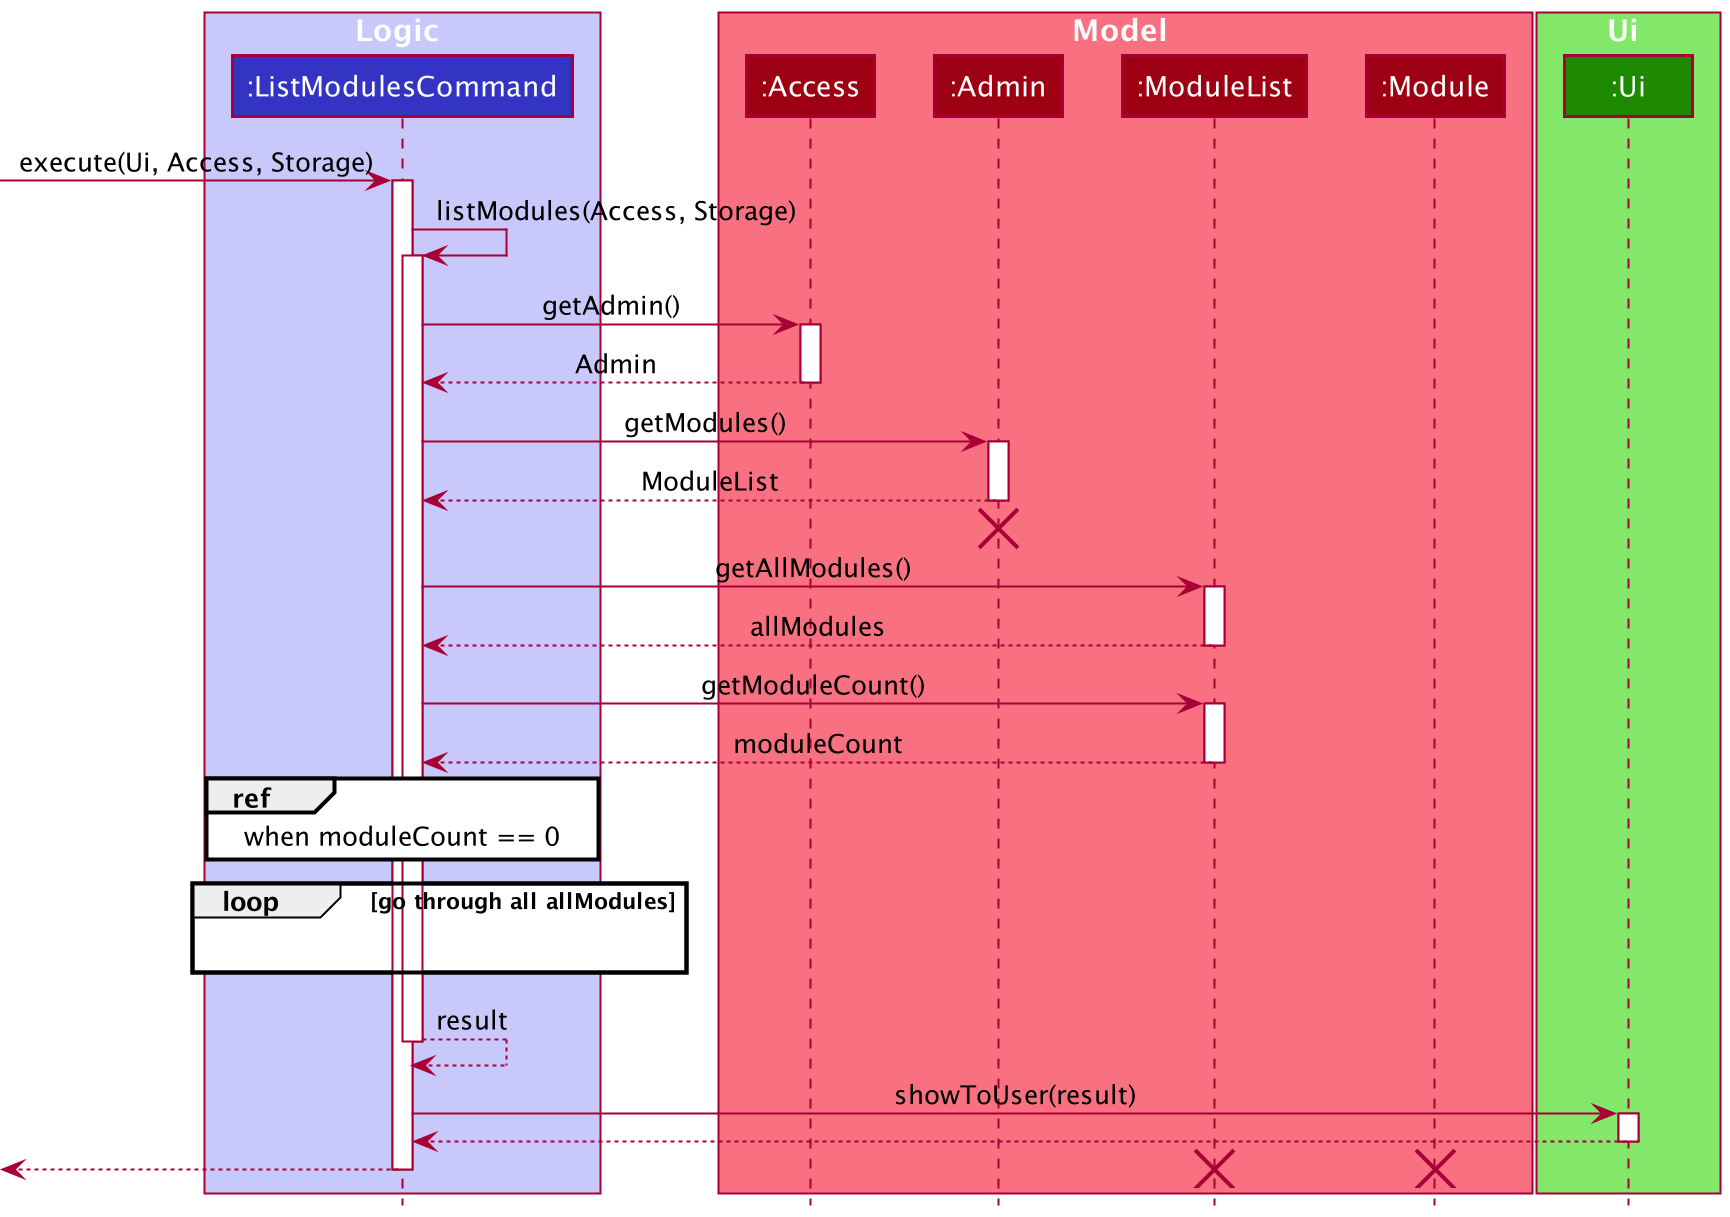 Logic
Model
Ui
:ListModulesCommand
:Access
:Admin
:ModuleList
:Module
:Ui
execute(Ui, Access, Storage)
listModules(Access, Storage)
getAdmin()
Admin
getModules()
ModuleList
getAllModules()
allModules
getModuleCount()
moduleCount
ref
when moduleCount == 0
loop [go through all allModules]
result
showToUser(result)